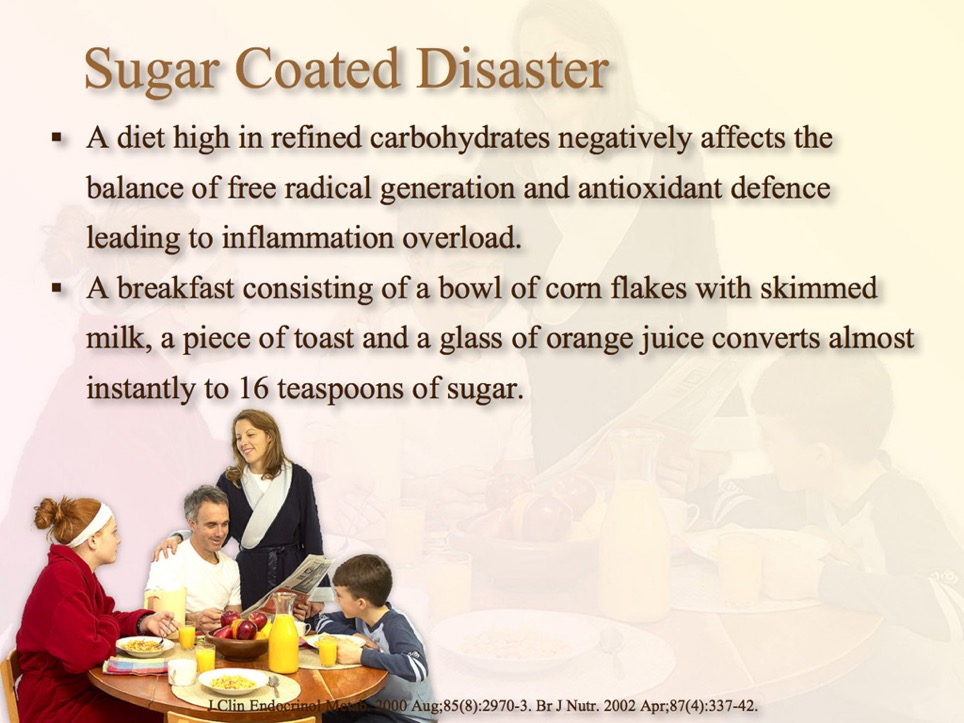 Sugar Coated Disaster
▪ A diet high in refined carbohydrates negatively affects the
balance of free radical generation and antioxidant defence
leading to inflammation overload.
▪ A breakfast consisting of a bowl of corn flakes with skimmed
milk, a piece of toast and a glass of orange juice converts almost
instantly to 16 teaspoons of sugar.
J Clin Endocrinol Metab. 2000 Aug;85(8):2970-3. Br J Nutr. 2002 Apr;87(4):337-42.